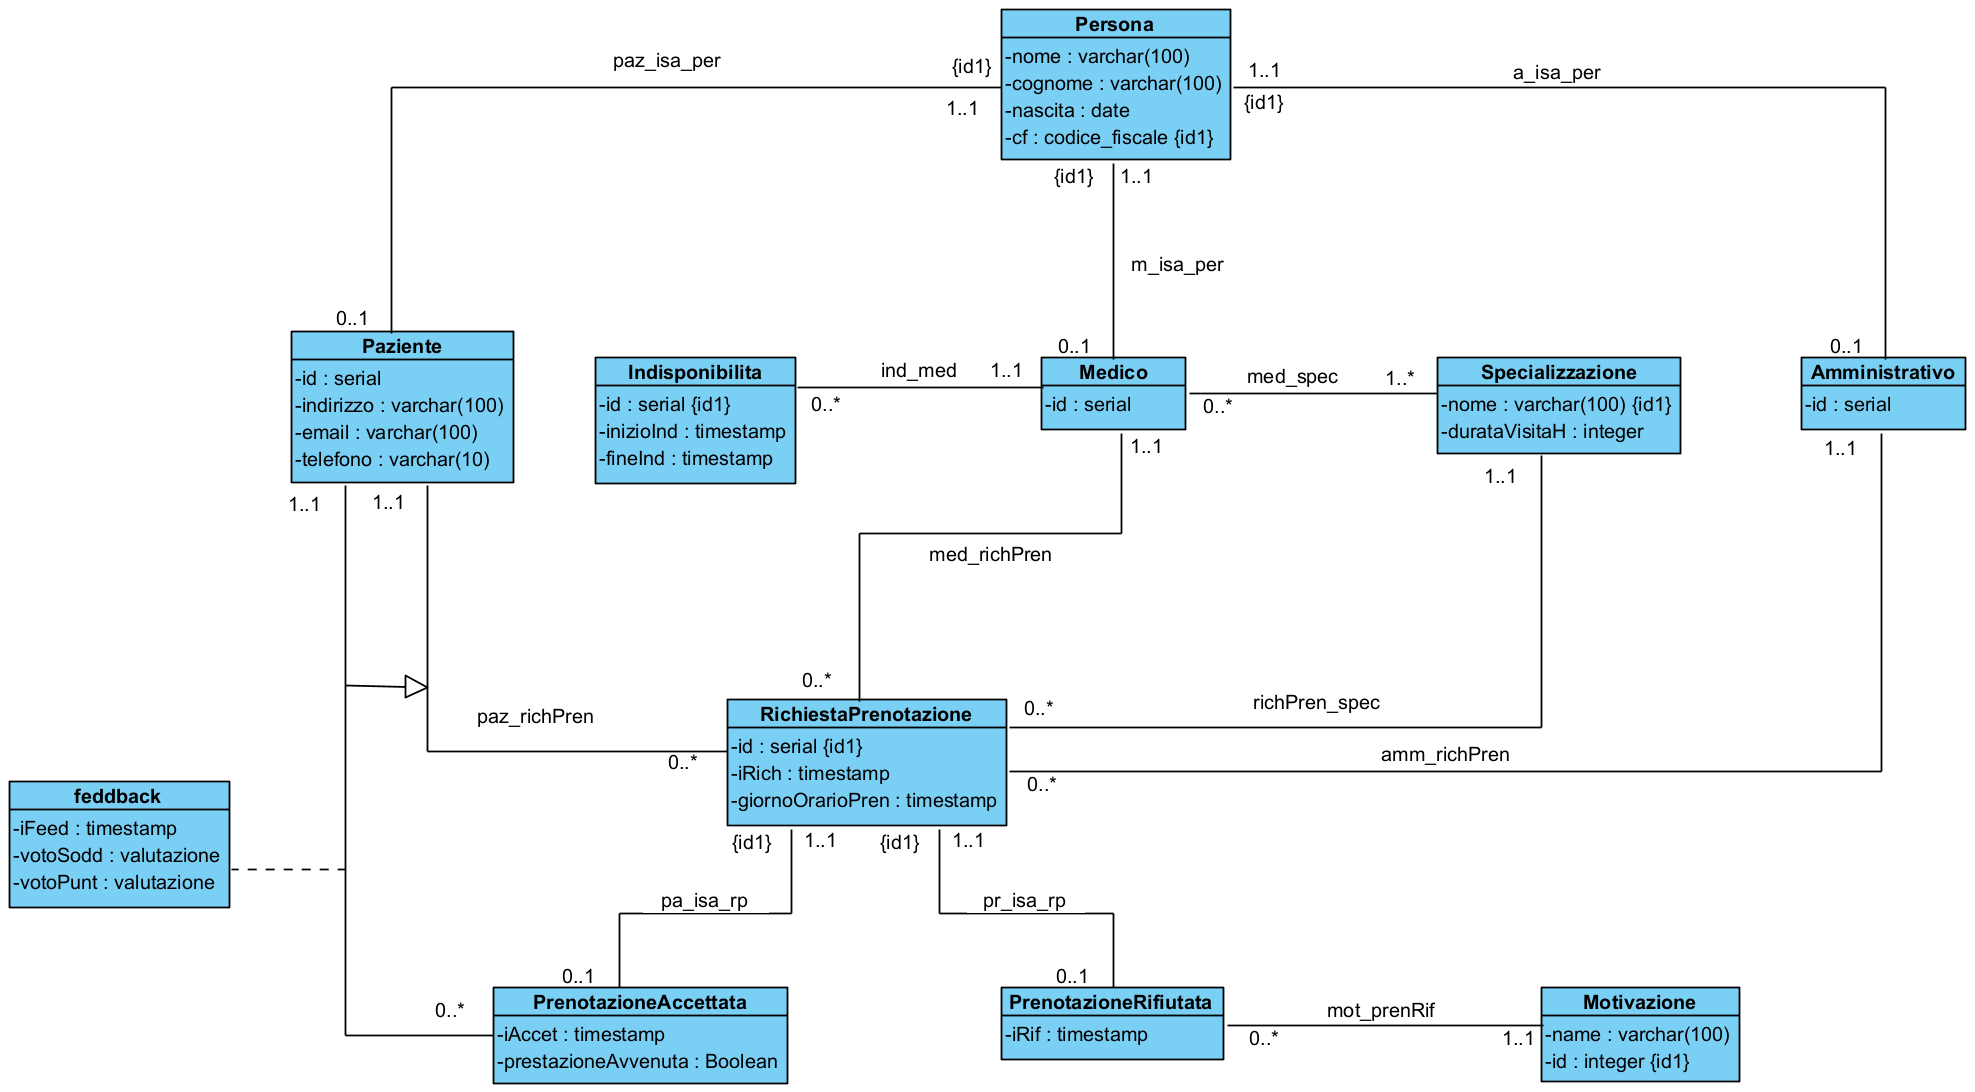 Persona
-nome : varchar(100)
-cognome : varchar(100)
-nascita : date
-cf : codice_fiscale {id1}
paz_isa_per
{id1}
1..1
1..1
{id1}
a_isa_per
{id1}
1..1
m_isa_per
0..1
0..1
0..1
Paziente
-id : serial
-indirizzo : varchar(100)
-email : varchar(100)
-telefono : varchar(10)
Indisponibilita
-id : serial {id1}
-inizioInd : timestamp
-fineInd : timestamp
ind_med
1..1
0..*
Medico
-id : serial
med_spec
1..*
0..*
Specializzazione
-nome : varchar(100) {id1}
-durataVisitaH : integer
Amministrativo
-id : serial
1..1
1..1
1..1
1..1
1..1
med_richPren
0..*
paz_richPren
0..*
RichiestaPrenotazione
-id : serial {id1}
-iRich : timestamp
-giornoOrarioPren : timestamp
0..*
richPren_spec
amm_richPren
0..*
feddback
-iFeed : timestamp
-votoSodd : valutazione
-votoPunt : valutazione
{id1}
1..1
{id1}
1..1
pa_isa_rp
pr_isa_rp
0..1
0..1
0..*
PrenotazioneAccettata
-iAccet : timestamp
-prestazioneAvvenuta : Boolean
PrenotazioneRifiutata
-iRif : timestamp
mot_prenRif
0..*
1..1
Motivazione
-name : varchar(100)
-id : integer {id1}